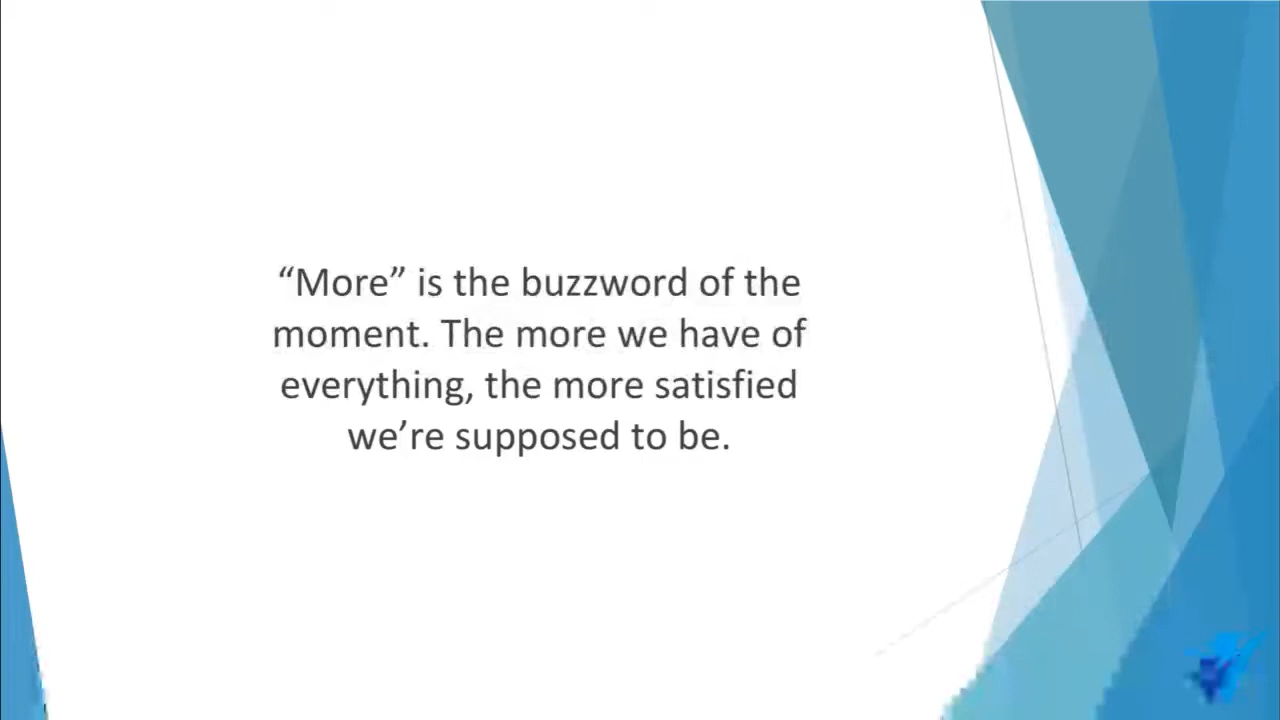 “More” is the buzzword of the
moment. The more we have of
everything, the more satisfied
we’re supposed to be.